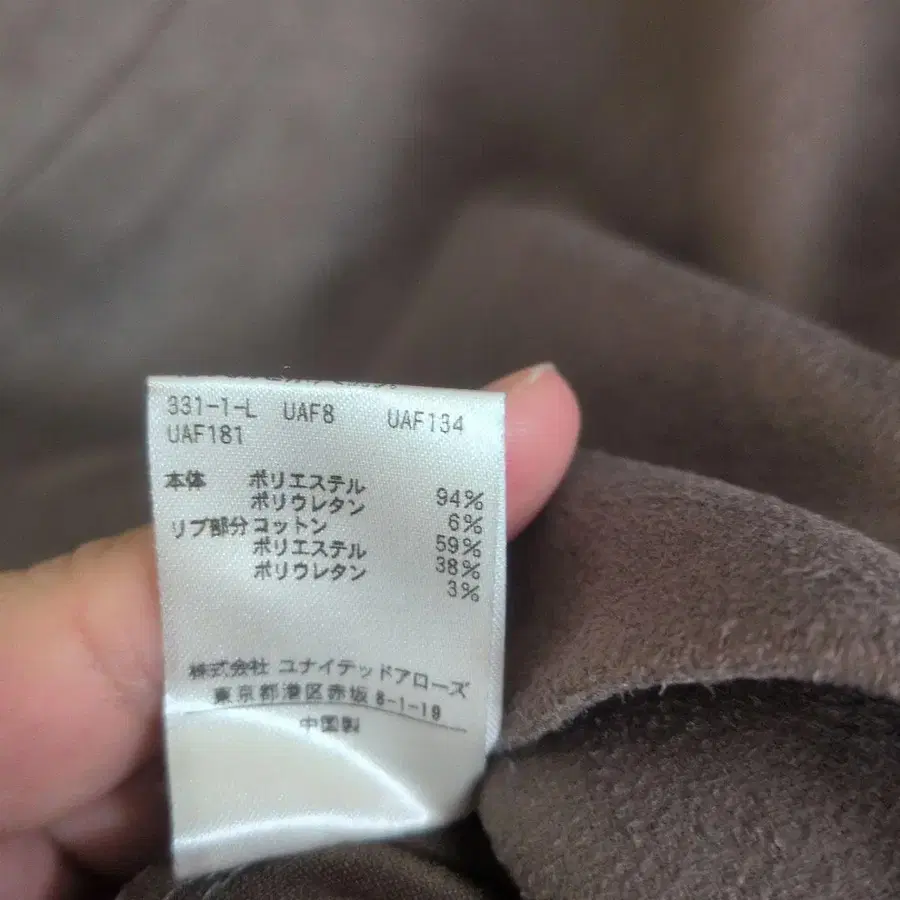 331-1-L UAF8 UAF134
UAF181
本体 ポリエステル 94%
ポリウレタン 6%
リブ部分 コットン 59%
ポリエステル 38%
ポリウレタン 3%
株式会社 ユナイテッドアローズ
東京都港区赤坂8-1-19
中国製